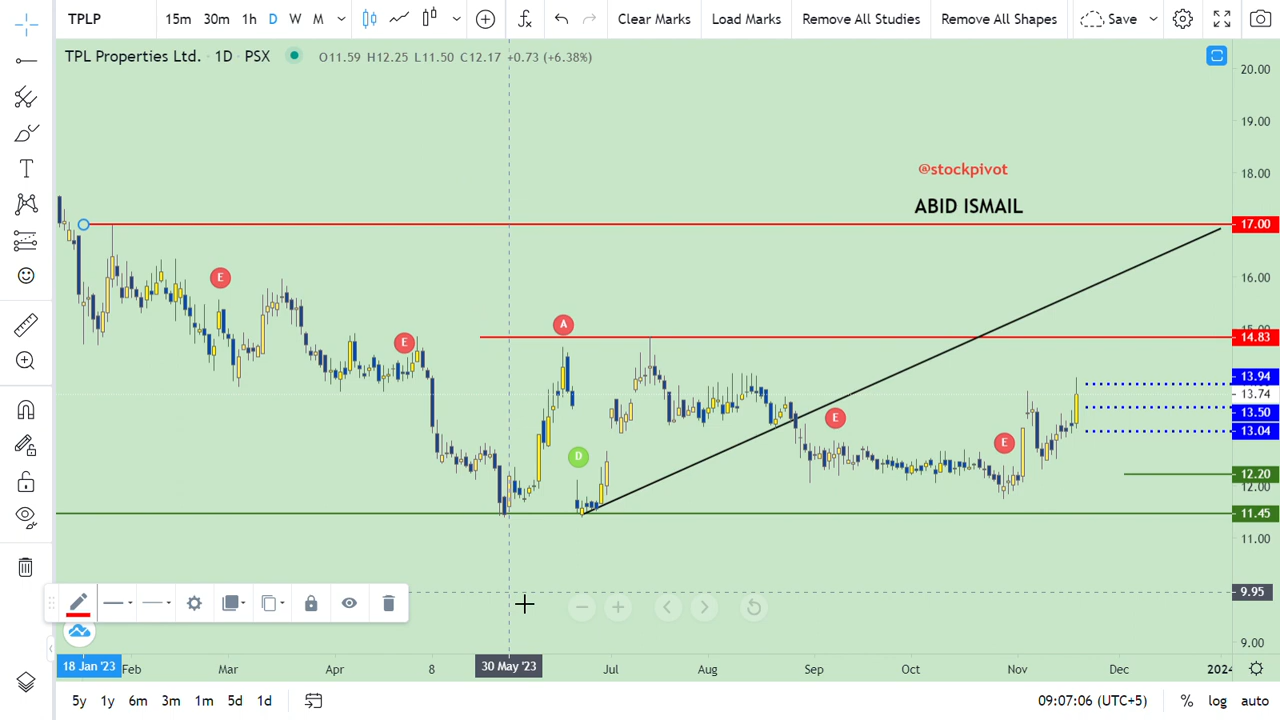 TPLP 15m 30m 1h D W M Clear Marks Load Marks Remove All Studies Remove All Shapes Save
TPL Properties Ltd. · 1D · PSX O11.59 H12.25 L11.50 C12.17 +0.73 (+6.38%)
20.00
19.00
18.00
@stockpivot
ABID ISMAIL
17.00
E
16.00
A
E
14.83
13.94
13.74
13.50
E
13.04
E
D
12.20
12.00
11.45
11.00
9.95
9.00
18 Jan '23 Feb Mar Apr 8 30 May '23 Jul Aug Sep Oct Nov Dec 2024
5y 1y 6m 3m 1m 5d 1d 09:07:06 (UTC+5) % log auto